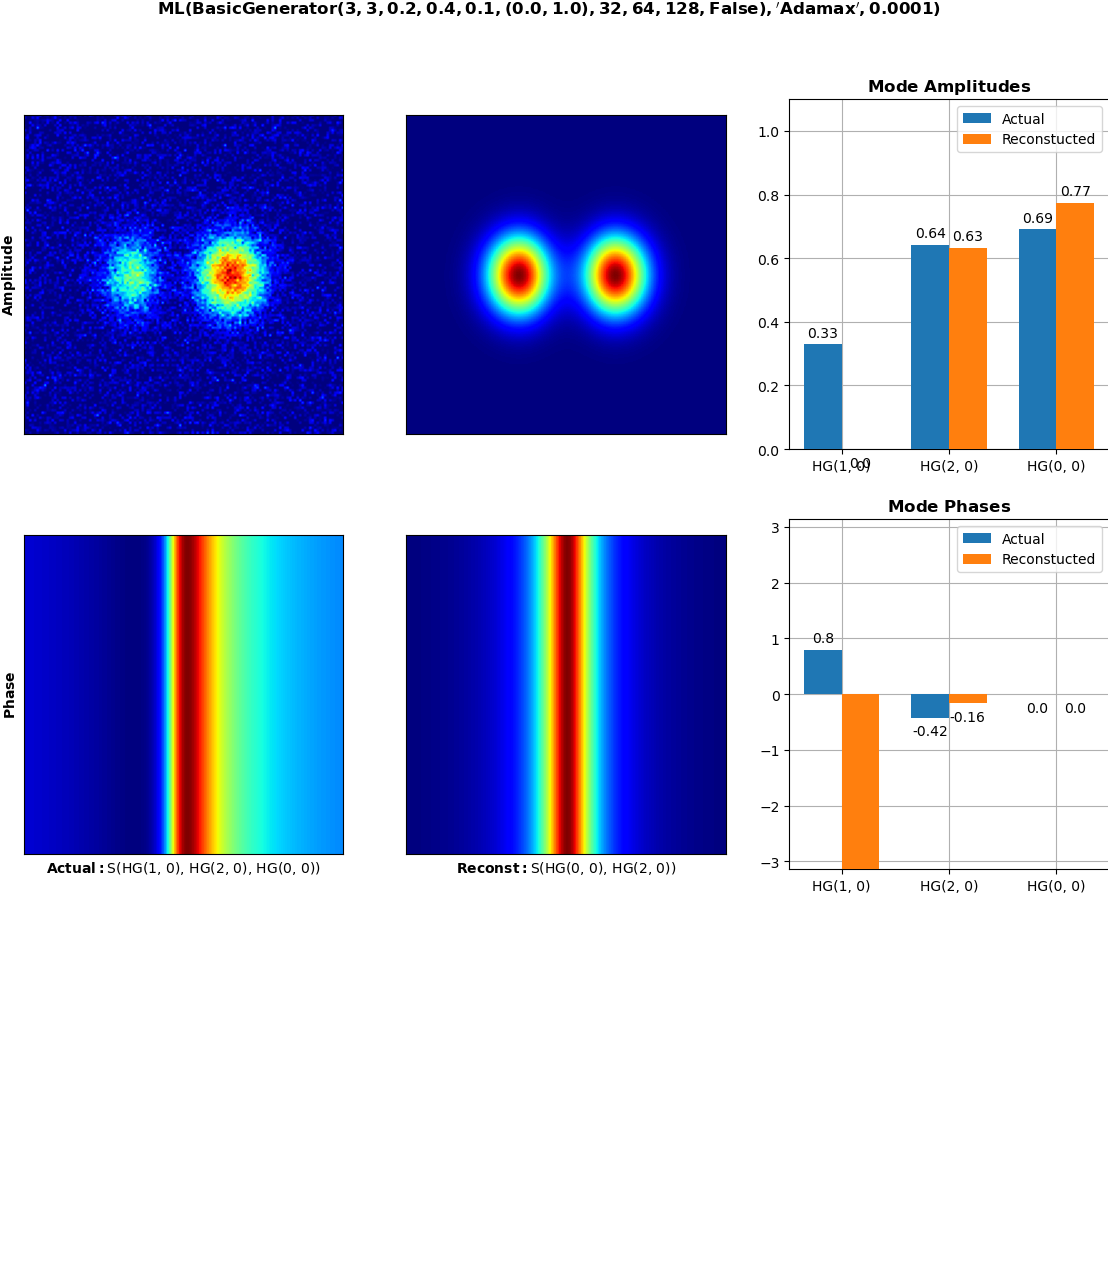 ML(BasicGenerator(3, 3, 0.2, 0.4, 0.1, (0.0, 1.0), 32, 64, 128, False), ′Adamax′, 0.0001)
Amplitude
Mode Amplitudes
Actual
Reconstucted
1.0
0.8
0.6
0.4
0.2
0.0
0.33
0.0
0.64
0.63
0.69
0.77
HG(1, 0)
HG(2, 0)
HG(0, 0)
Phase
Actual: S(HG(1, 0), HG(2, 0), HG(0, 0))
Reconst: S(HG(0, 0), HG(2, 0))
Mode Phases
Actual
Reconstucted
3
2
1
0
−1
−2
−3
0.8
-0.42
-0.16
0.0
0.0
HG(1, 0)
HG(2, 0)
HG(0, 0)